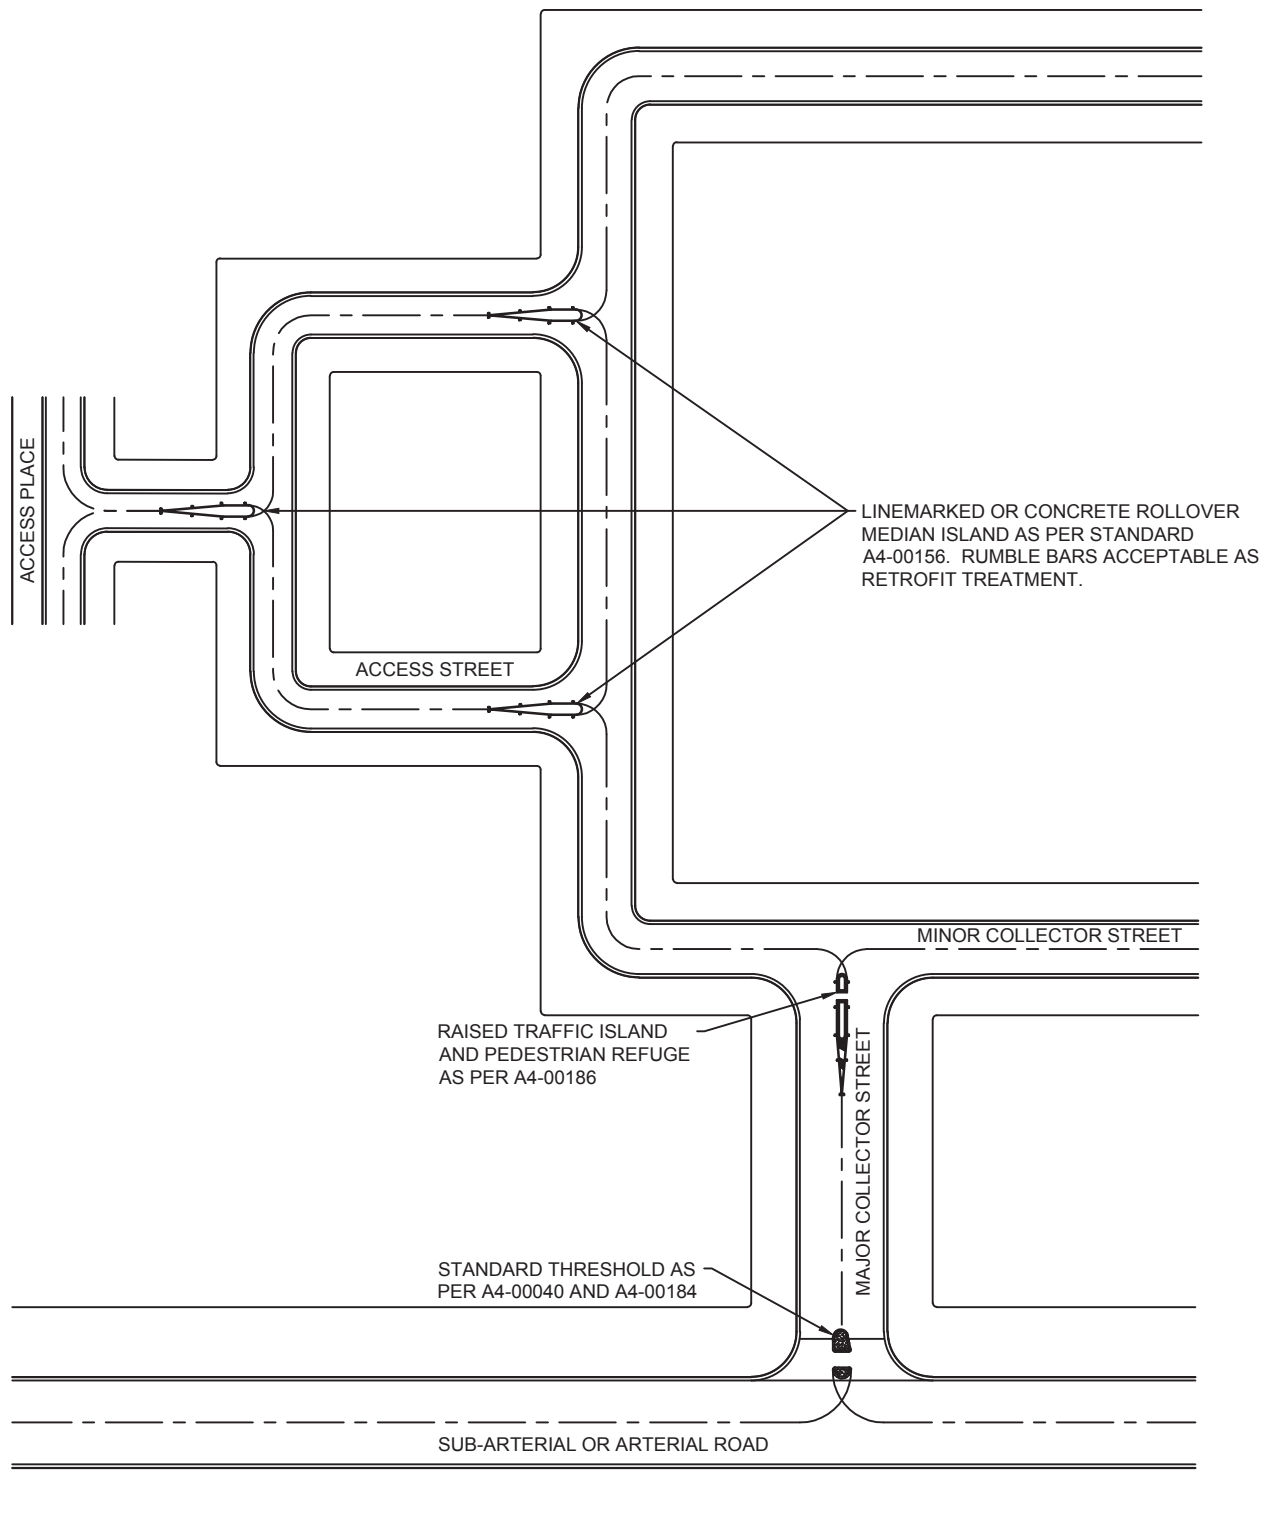 ACCESS PLACE
LINEMARKED OR CONCRETE ROLLOVER
MEDIAN ISLAND AS PER STANDARD
A4-00156. RUMBLE BARS ACCEPTABLE AS
RETROFIT TREATMENT.
ACCESS STREET
MINOR COLLECTOR STREET
RAISED TRAFFIC ISLAND
AND PEDESTRIAN REFUGE
AS PER A4-00186
MAJOR COLLECTOR STREET
STANDARD THRESHOLD AS
PER A4-00040 AND A4-00184
SUB-ARTERIAL OR ARTERIAL ROAD